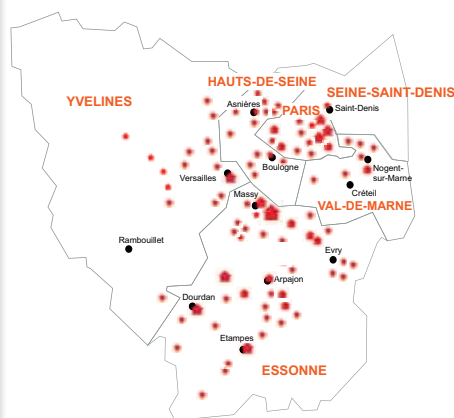 HAUTS-DE-SEINE
SEINE-SAINT-DENIS
YVELINES
Asnières
PARIS
Saint-Denis
Boulogne
Nogent-
sur-Marne
Versailles
Créteil
Massy
VAL-DE-MARNE
Rambouillet
Evry
Arpajon
Dourdan
Etampes
ESSONNE